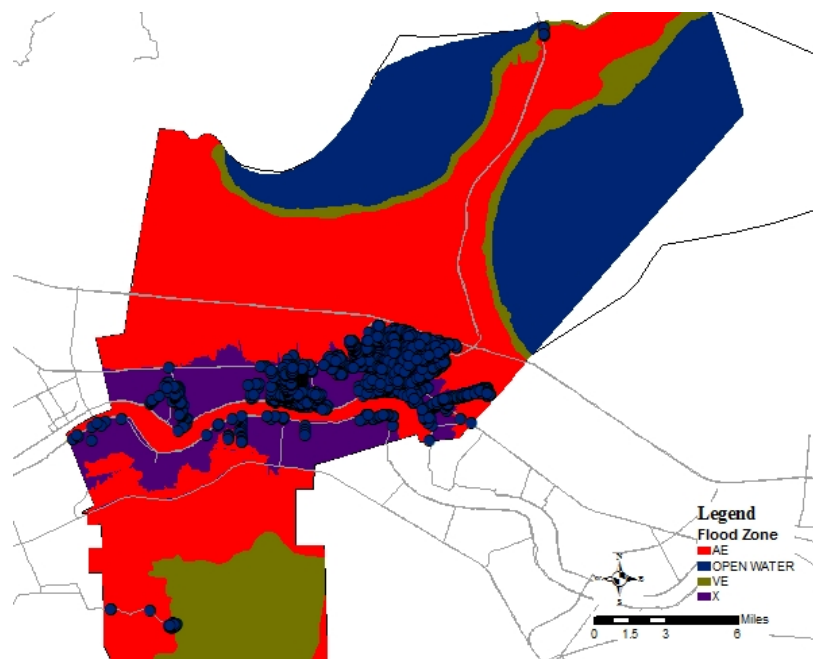 Legend
Flood Zone
AE
OPEN WATER
VE
X
N
W E
S
Miles
0 1.5 3 6